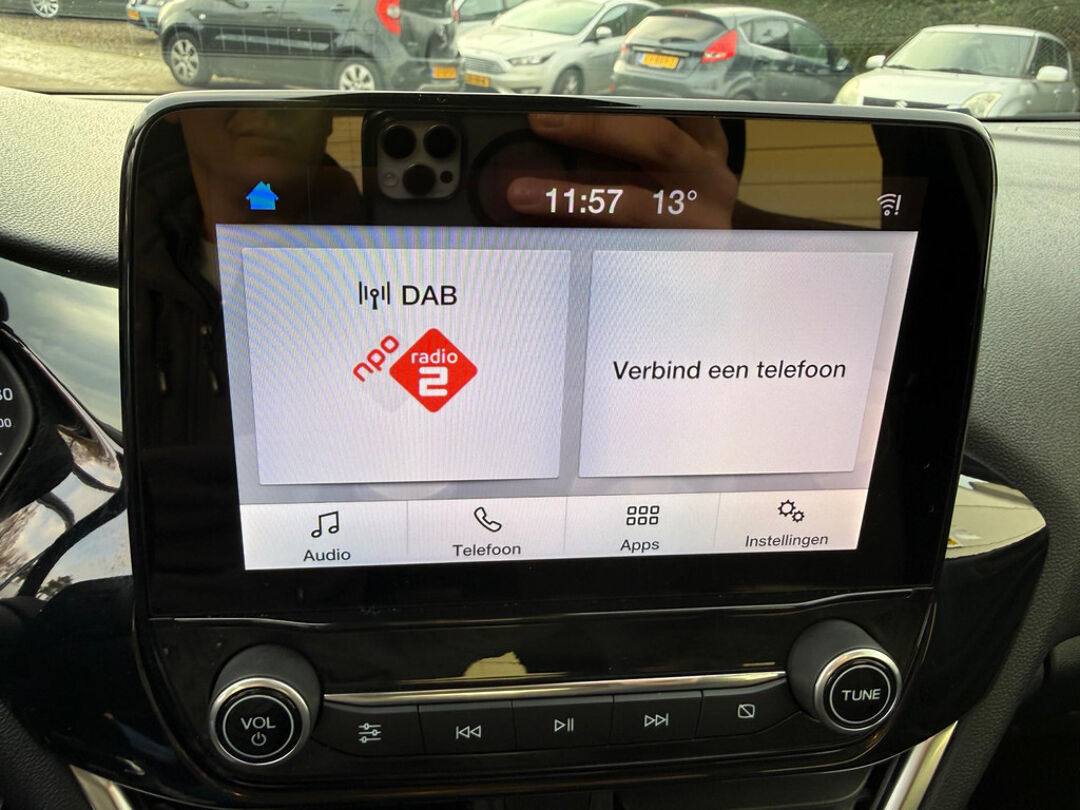 11:57 13°
DAB
npo
radio
2
Verbind een telefoon
Audio
Telefoon
Apps
Instellingen
VOL
TUNE